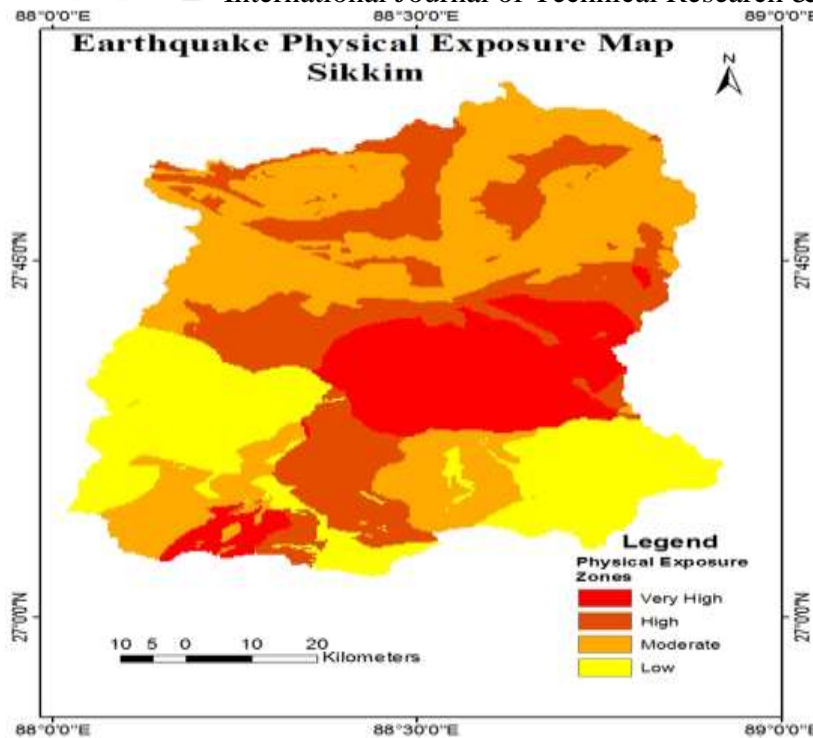 International Journal of Technical Research &
88°0'0"E 88°30'0"E 89°0'0"E
Earthquake Physical Exposure Map
Sikkim
N
27°45'0"N 27°45'0"N
Legend
Physical Exposure
Zones
Very High
High
Moderate
Low
27°0'0"N 27°0'0"N
10 5 0 10 20
Kilometers
88°0'0"E 88°30'0"E 89°0'0"E